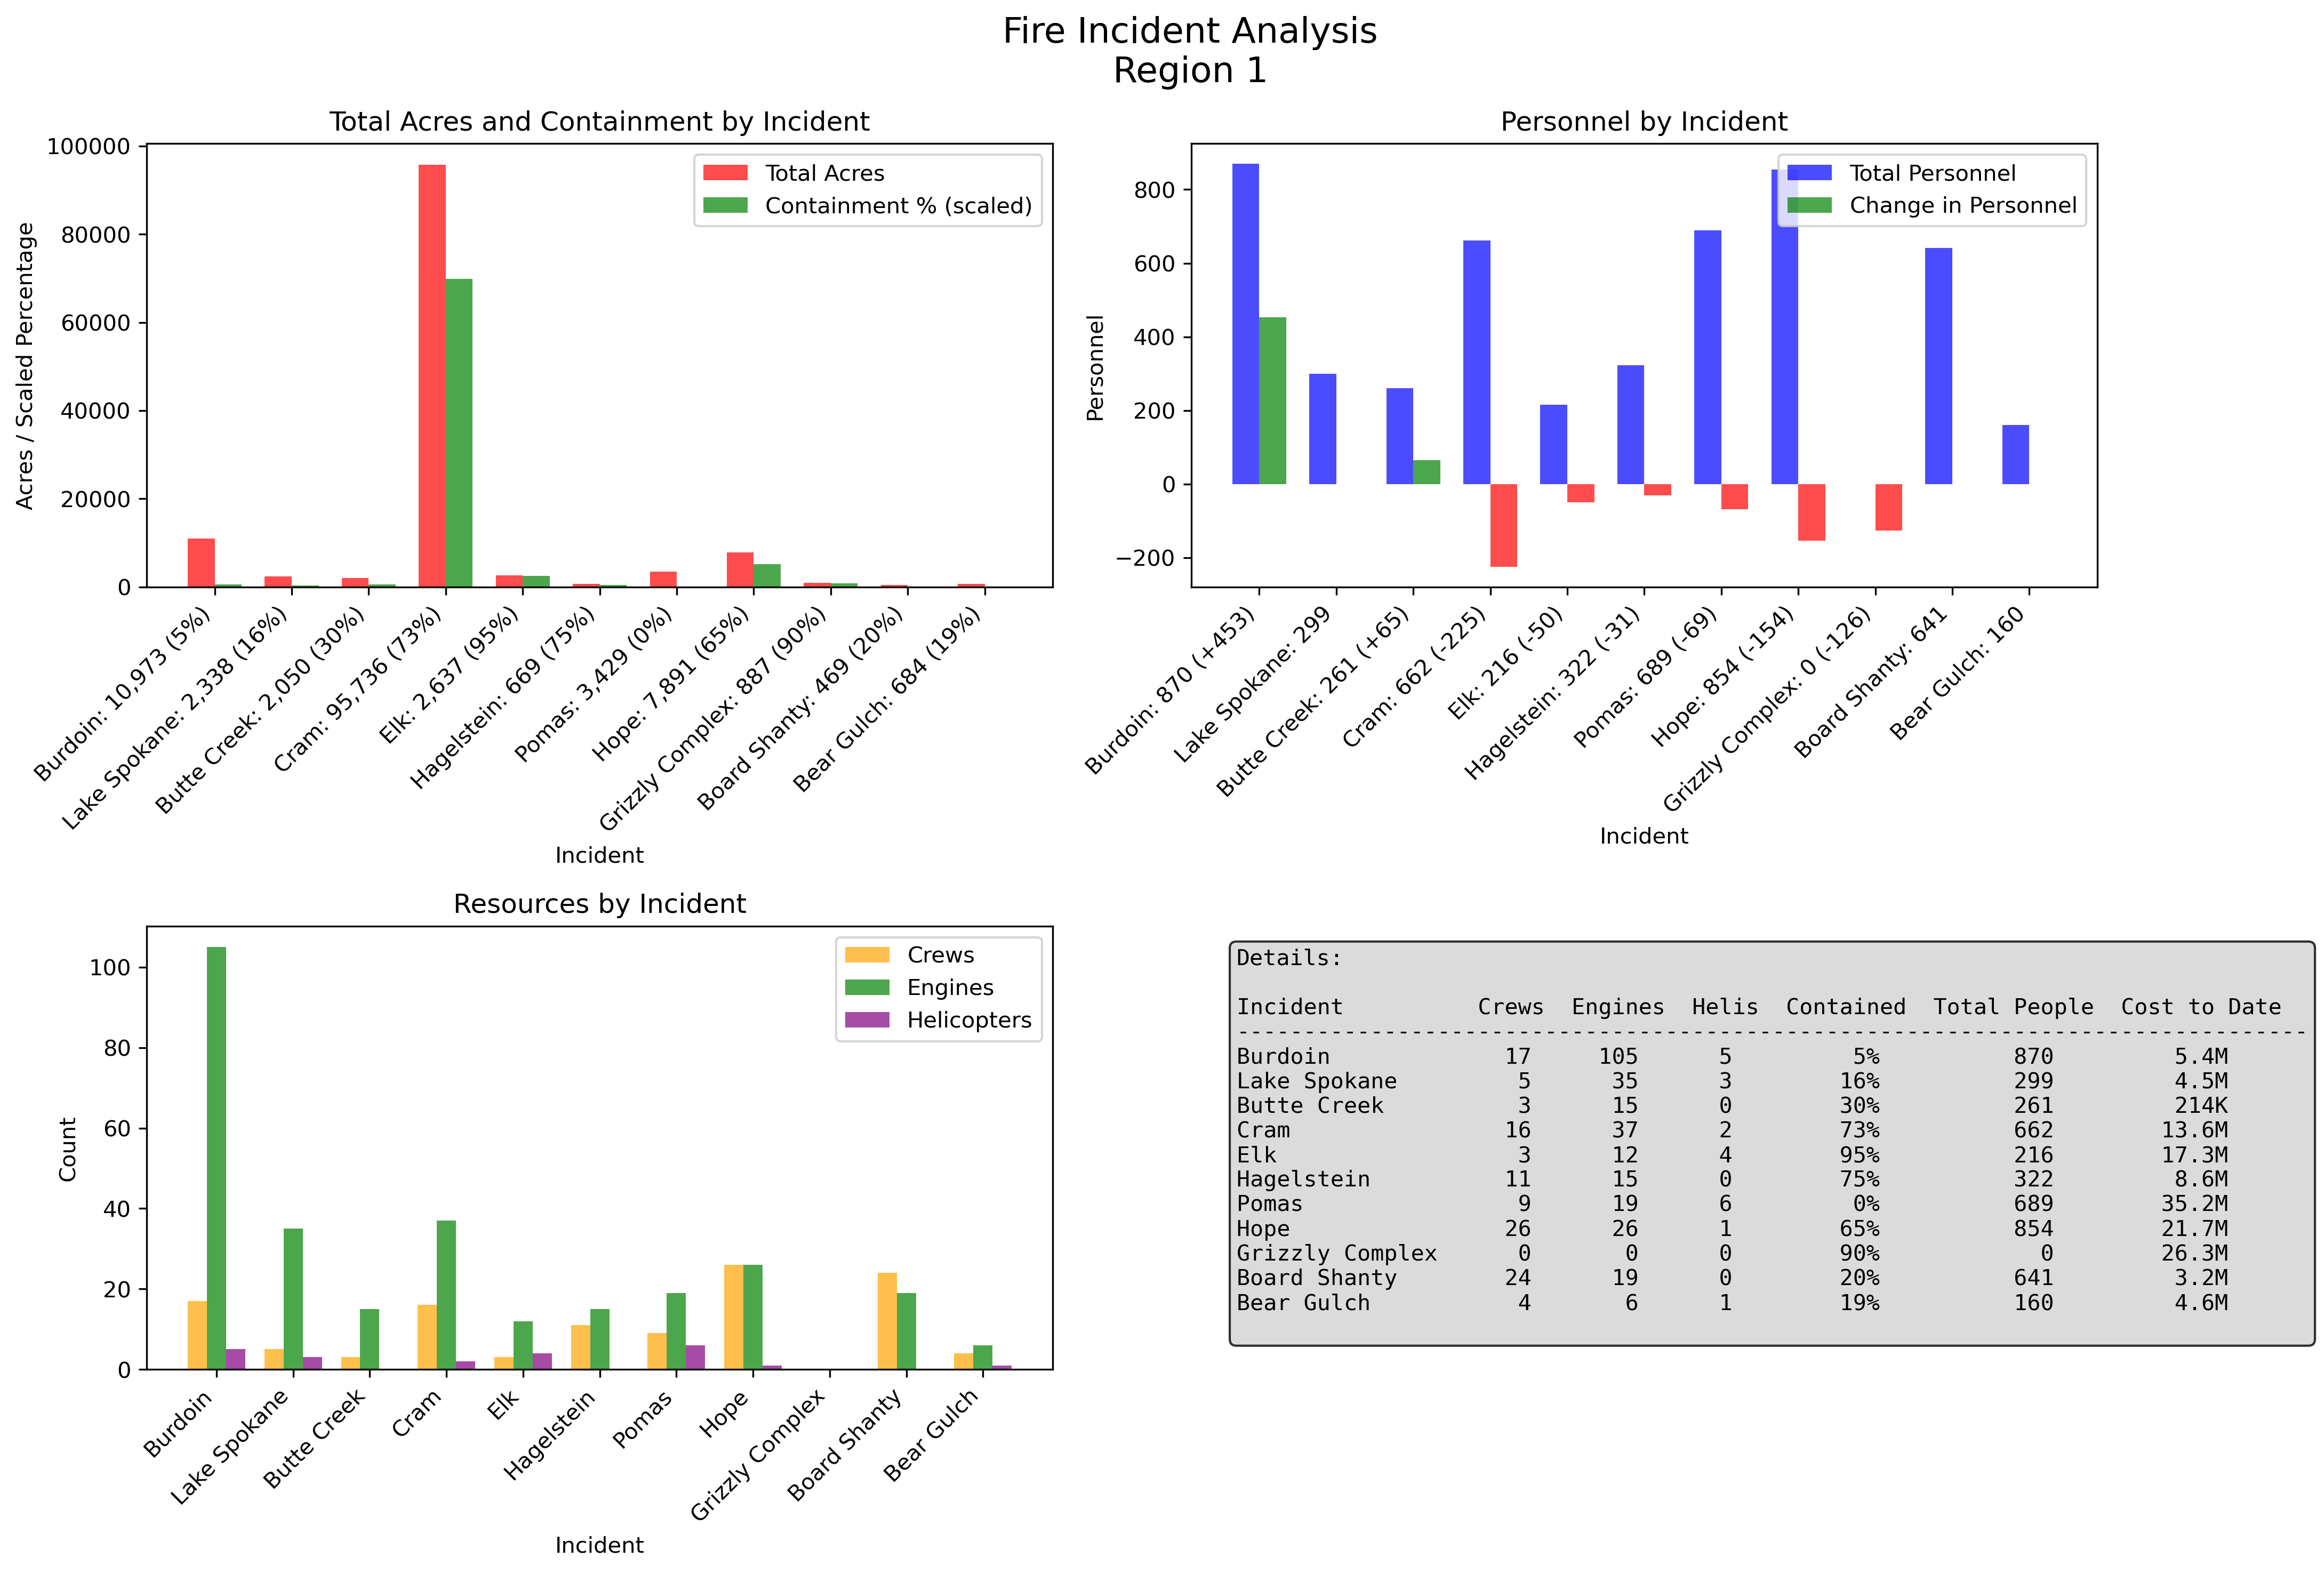 Fire Incident Analysis
Region 1
Total Acres and Containment by Incident
Acres / Scaled Percentage
100000
80000
60000
40000
20000
0
Total Acres
Containment % (scaled)
Burdoin: 10,973 (5%)
Lake Spokane: 2,338 (16%)
Butte Creek: 2,050 (30%)
Cram: 95,736 (73%)
Elk: 2,637 (95%)
Hagelstein: 669 (75%)
Pomas: 3,429 (0%)
Hope: 7,891 (65%)
Grizzly Complex: 887 (90%)
Board Shanty: 469 (20%)
Bear Gulch: 684 (19%)
Incident
Personnel by Incident
Personnel
800
600
400
200
0
−200
Total Personnel
Change in Personnel
Burdoin: 870 (+453)
Lake Spokane: 299
Butte Creek: 261 (+65)
Cram: 662 (-225)
Elk: 216 (-50)
Hagelstein: 322 (-31)
Pomas: 689 (-69)
Hope: 854 (-154)
Grizzly Complex: 0 (-126)
Board Shanty: 641
Bear Gulch: 160
Incident
Resources by Incident
Count
100
80
60
40
20
0
Crews
Engines
Helicopters
Burdoin
Lake Spokane
Butte Creek
Cram
Elk
Hagelstein
Pomas
Hope
Grizzly Complex
Board Shanty
Bear Gulch
Incident
Details:
Incident Crews Engines Helis Contained Total People Cost to Date
--------------------------------------------------------------------------------
Burdoin 17 105 5 5% 870 5.4M
Lake Spokane 5 35 3 16% 299 4.5M
Butte Creek 3 15 0 30% 261 214K
Cram 16 37 2 73% 662 13.6M
Elk 3 12 4 95% 216 17.3M
Hagelstein 11 15 0 75% 322 8.6M
Pomas 9 19 6 0% 689 35.2M
Hope 26 26 1 65% 854 21.7M
Grizzly Complex 0 0 0 90% 0 26.3M
Board Shanty 24 19 0 20% 641 3.2M
Bear Gulch 4 6 1 19% 160 4.6M